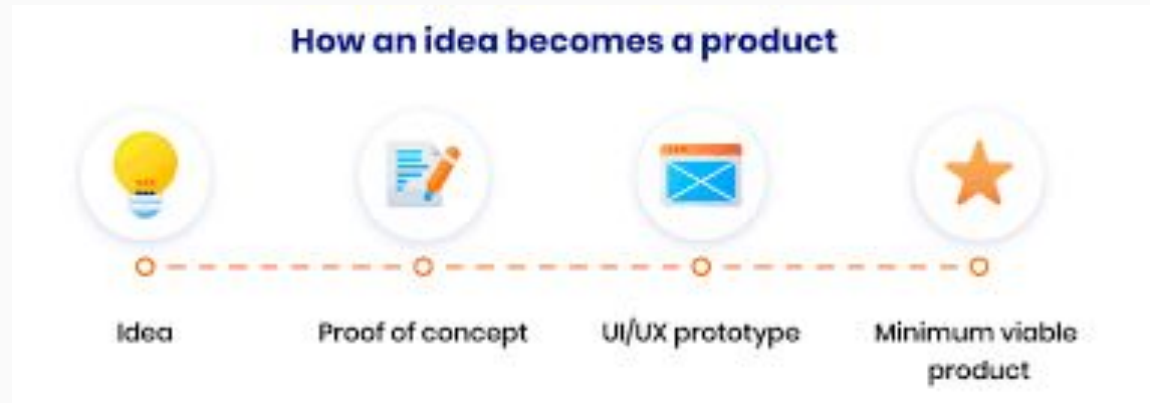 How an idea becomes a product
Idea
Proof of concept
UI/UX prototype
Minimum viable
product